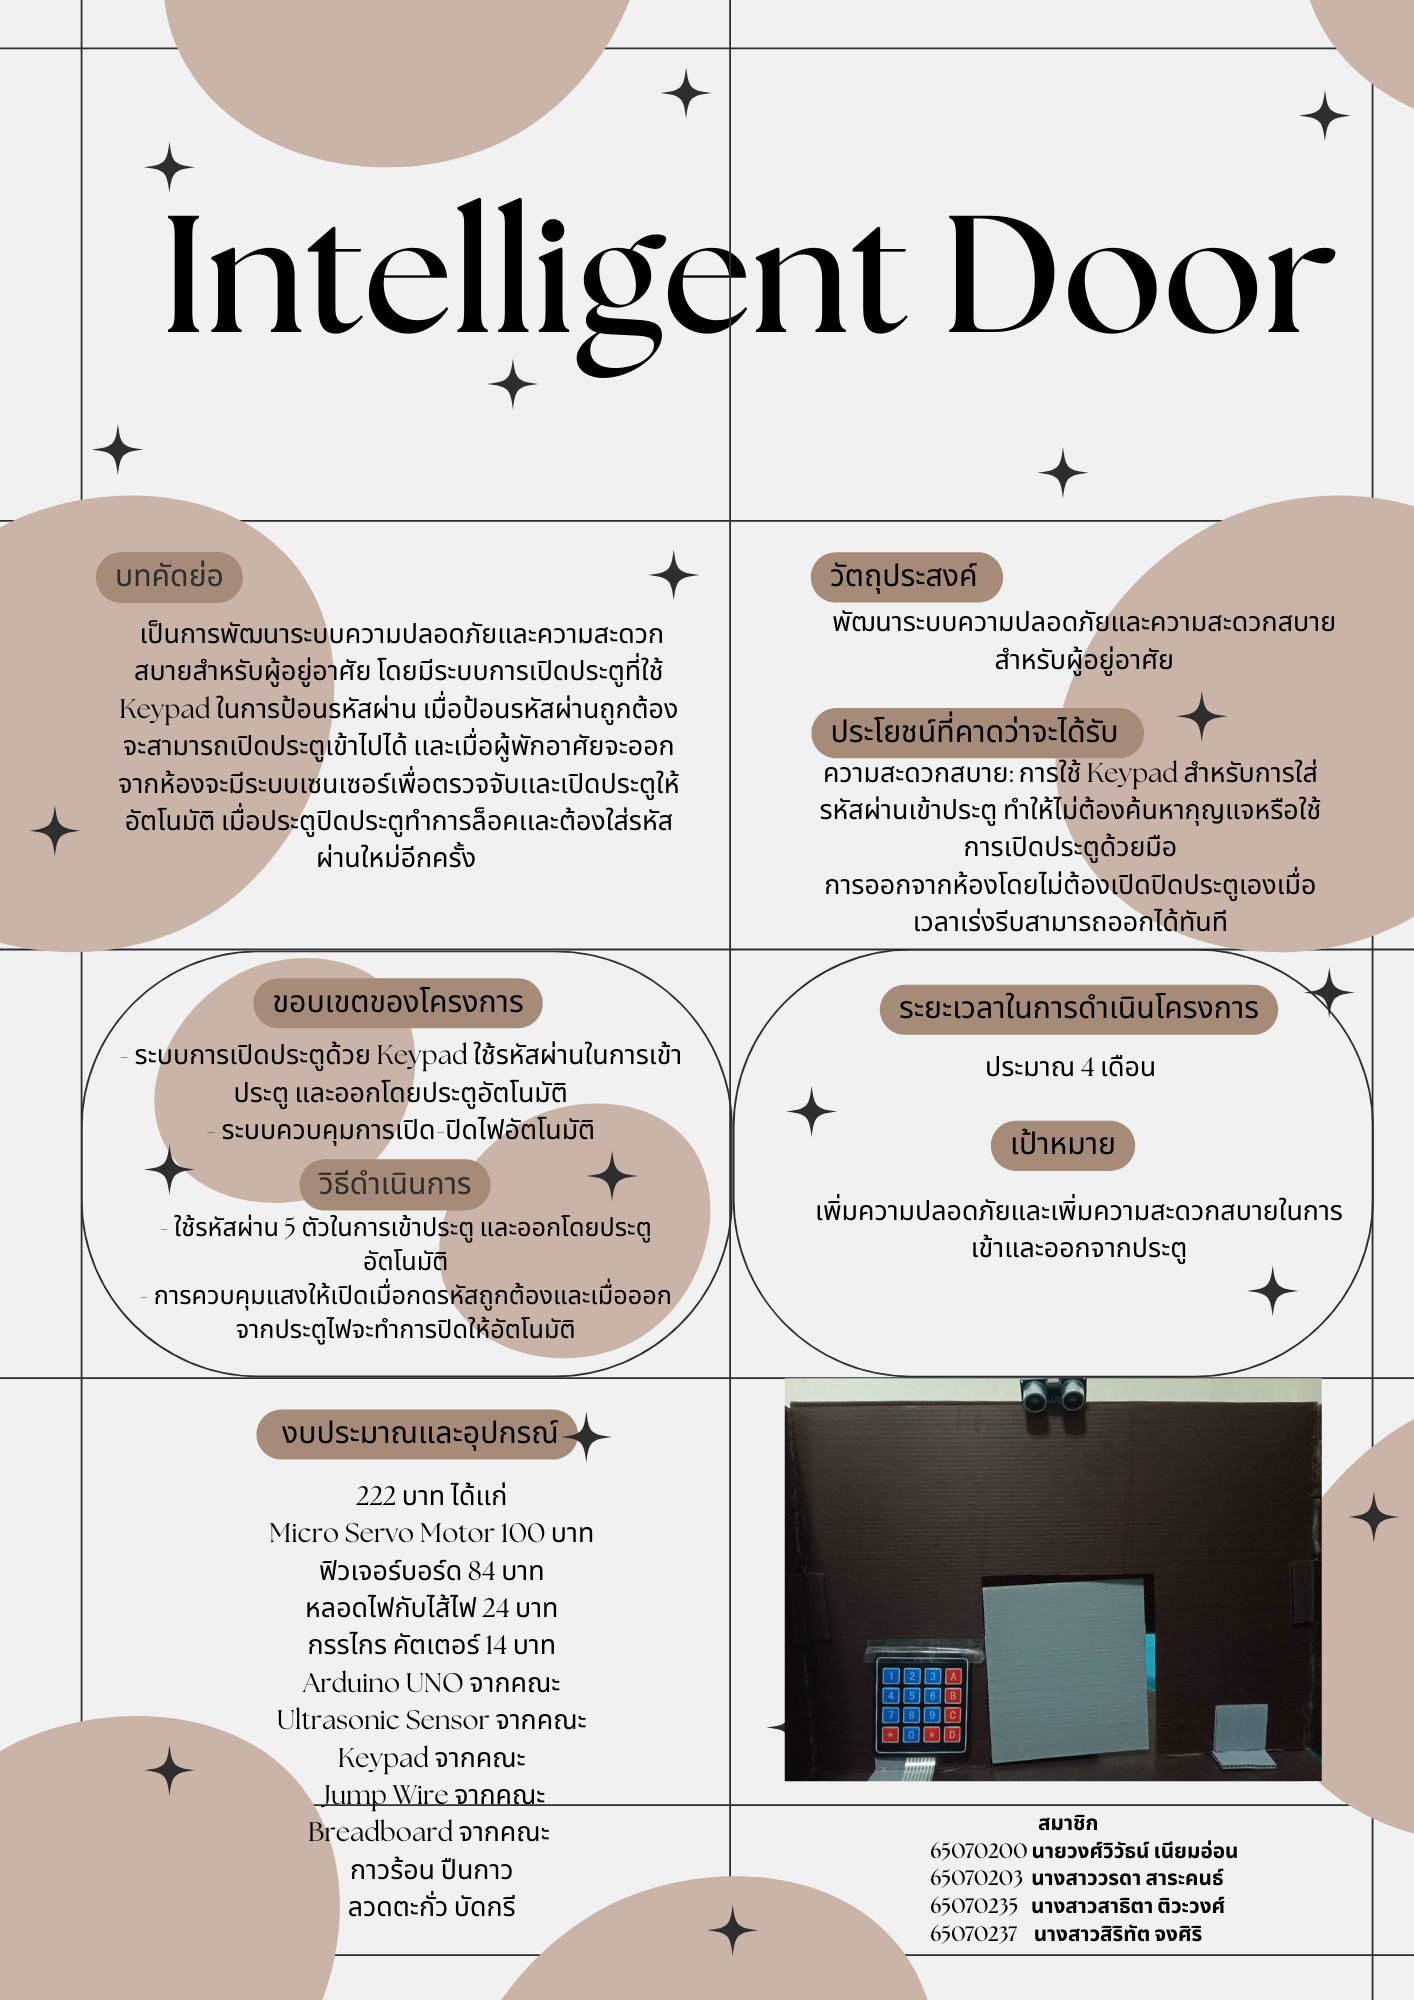 Intelligent Door
บทคัดย่อ
เป็นการพัฒนาระบบความปลอดภัยและความสะดวก
สบายสำหรับผู้อยู่อาศัย โดยมีระบบการเปิดประตูที่ใช้
Keypad ในการป้อนรหัสผ่าน เมื่อป้อนรหัสผ่านถูกต้อง
จะสามารถเปิดประตูเข้าไปได้ และเมื่อผู้พักอาศัยจะออก
จากห้องจะมีระบบเซนเซอร์เพื่อตรวจจับและเปิดประตูให้
อัตโนมัติ เมื่อประตูปิดประตูทำการล็อคและต้องใส่รหัส
ผ่านใหม่อีกครั้ง
วัตถุประสงค์
พัฒนาระบบความปลอดภัยและความสะดวกสบาย
สำหรับผู้อยู่อาศัย
ประโยชน์ที่คาดว่าจะได้รับ
ความสะดวกสบาย: การใช้ Keypad สำหรับการใส่
รหัสผ่านเข้าประตู ทำให้ไม่ต้องค้นหากุญแจหรือใช้
การเปิดประตูด้วยมือ
การออกจากห้องโดยไม่ต้องเปิดปิดประตูเองเมื่อ
เวลาเร่งรีบสามารถออกได้ทันที
ขอบเขตของโครงการ
- ระบบการเปิดประตูด้วย Keypad ใช้รหัสผ่านในการเข้า
ประตู และออกโดยประตูอัตโนมัติ
- ระบบควบคุมการเปิด-ปิดไฟอัตโนมัติ
วิธีดำเนินการ
- ใช้รหัสผ่าน 5 ตัวในการเข้าประตู และออกโดยประตู
อัตโนมัติ
- การควบคุมแสงให้เปิดเมื่อกดรหัสถูกต้องและเมื่อออก
จากประตูไฟจะทำการปิดให้อัตโนมัติ
ระยะเวลาในการดำเนินโครงการ
ประมาณ 4 เดือน
เป้าหมาย
เพิ่มความปลอดภัยและเพิ่มความสะดวกสบายในการ
เข้าและออกจากประตู
งบประมาณและอุปกรณ์
222 บาท ได้แก่
Micro Servo Motor 100 บาท
ฟิวเจอร์บอร์ด 84 บาท
หลอดไฟกับไส้ไฟ 24 บาท
กรรไกร คัตเตอร์ 14 บาท
Arduino UNO จากคณะ
Ultrasonic Sensor จากคณะ
Keypad จากคณะ
Jump Wire จากคณะ
Breadboard จากคณะ
กาวร้อน ปืนกาว
ลวดตะกั่ว บัดกรี
1 2 3 A
4 5 6 B
7 8 9 C
* 0 # D
สมาชิก
65070200 นายวงศ์วิวัธน์ เนียมอ่อน
65070203 นางสาววรดา สาระคนธ์
65070235 นางสาวสาธิตา ติวะวงศ์
65070237 นางสาวสิริทัต จงศิริ